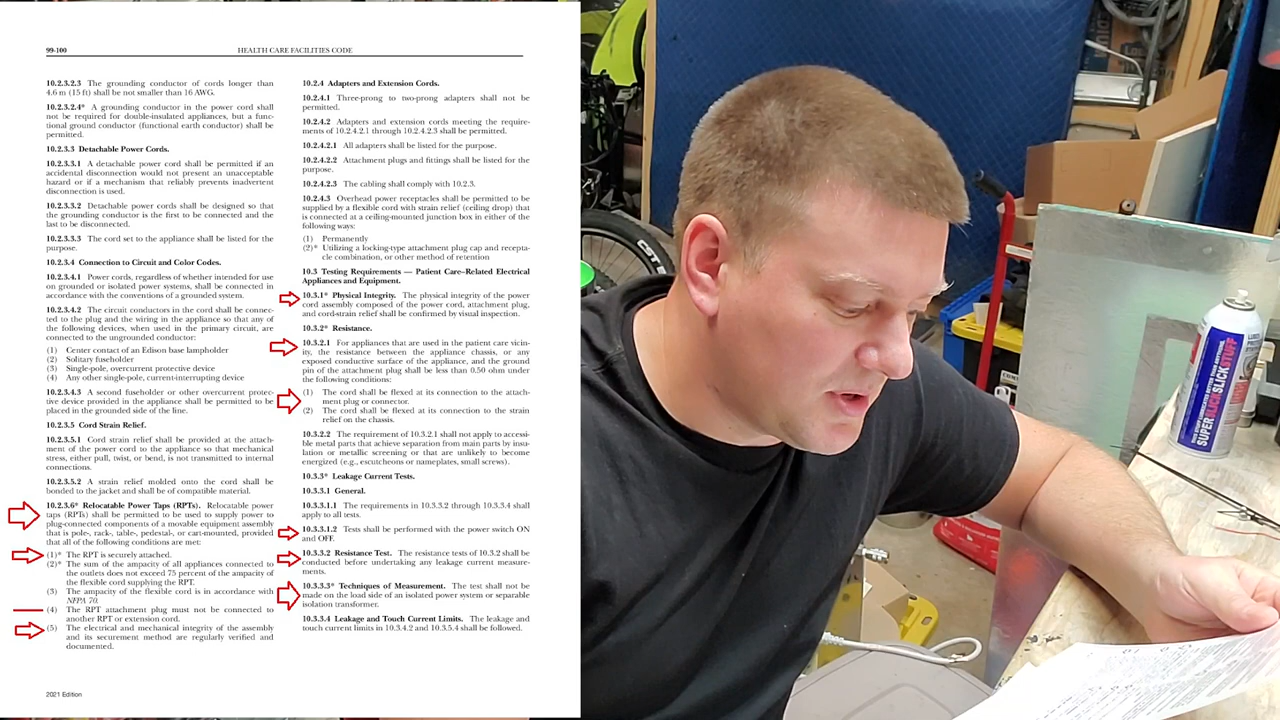 99-100
HEALTH CARE FACILITIES CODE
10.2.3.2.3 The grounding conductor of cords longer than
4.6 m (15 ft) shall be not smaller than 16 AWG.
10.2.3.2.4* A grounding conductor in the power cord shall
not be required for double-insulated appliances, but a func-
tional ground conductor (functional earth conductor) shall be
permitted.
10.2.3.3 Detachable Power Cords.
10.2.3.3.1 A detachable power cord shall be permitted if an
accidental disconnection would not present an unacceptable
hazard or if a mechanism that reliably prevents inadvertent
disconnection is used.
10.2.3.3.2 Detachable power cords shall be designed so that
the grounding conductor is the first to be connected and the
last to be disconnected.
10.2.3.3.3 The cord set to the appliance shall be listed for the
purpose.
10.2.3.4 Connection to Circuit and Color Codes.
10.2.3.4.1 Power cords, regardless of whether intended for use
on grounded or isolated power systems, shall be connected in
accordance with the conventions of a grounded system.
10.2.3.4.2 The circuit conductors in the cord shall be connec-
ted to the plug and the wiring in the appliance so that any of
the following devices, when used in the primary circuit, are
connected to the ungrounded conductor:
(1) Center contact of an Edison base lampholder
(2) Solitary fuseholder
(3) Single-pole, overcurrent protective device
(4) Any other single-pole, current-interrupting device
10.2.3.4.3 A second fuseholder or other overcurrent protec-
tive device provided in the appliance shall be permitted to be
placed in the grounded side of the line.
10.2.3.5 Cord Strain Relief.
10.2.3.5.1 Cord strain relief shall be provided at the attach-
ment of the power cord to the appliance so that mechanical
stress, either pull, twist, or bend, is not transmitted to internal
connections.
10.2.3.5.2 A strain relief molded onto the cord shall be
bonded to the jacket and shall be of compatible material.
10.2.3.6* Relocatable Power Taps (RPTs). Relocatable power
taps (RPTs) shall be permitted to be used to supply power to
plug-connected components of a movable equipment assembly
that is pole-, rack-, table-, pedestal-, or cart-mounted, provided
that all of the following conditions are met:
(1)* The RPT is securely attached.
(2)* The sum of the ampacity of all appliances connected to
the outlets does not exceed 75 percent of the ampacity of
the flexible cord supplying the RPT.
(3) The ampacity of the flexible cord is in accordance with
NFPA 70.
(4) The RPT attachment plug must not be connected to
another RPT or extension cord.
(5) The electrical and mechanical integrity of the assembly
and its securement method are regularly verified and
documented.
2021 Edition
10.2.4 Adapters and Extension Cords.
10.2.4.1 Three-prong to two-prong adapters shall not be
permitted.
10.2.4.2 Adapters and extension cords meeting the require-
ments of 10.2.4.2.1 through 10.2.4.2.3 shall be permitted.
10.2.4.2.1 All adapters shall be listed for the purpose.
10.2.4.2.2 Attachment plugs and fittings shall be listed for the
purpose.
10.2.4.2.3 The cabling shall comply with 10.2.3.
10.2.4.3 Overhead power receptacles shall be permitted to be
supplied by a flexible cord with strain relief (ceiling drop) that
is connected at a ceiling-mounted junction box in either of the
following ways:
(1) Permanently
(2)* Utilizing a locking-type attachment plug cap and recepta-
cle combination, or other method of retention
10.3 Testing Requirements — Patient Care–Related Electrical
Appliances and Equipment.
10.3.1* Physical Integrity. The physical integrity of the power
cord assembly composed of the power cord, attachment plug,
and cord-strain relief shall be confirmed by visual inspection.
10.3.2* Resistance.
10.3.2.1 For appliances that are used in the patient care vicin-
ity, the resistance between the appliance chassis, or any
exposed conductive surface of the appliance, and the ground
pin of the attachment plug shall be less than 0.50 ohm under
the following conditions:
(1) The cord shall be flexed at its connection to the attach-
ment plug or connector.
(2) The cord shall be flexed at its connection to the strain
relief on the chassis.
10.3.2.2 The requirement of 10.3.2.1 shall not apply to accessi-
ble metal parts that achieve separation from main parts by insu-
lation or metallic screening or that are unlikely to become
energized (e.g., escutcheons or nameplates, small screws).
10.3.3* Leakage Current Tests.
10.3.3.1 General.
10.3.3.1.1 The requirements in 10.3.3.2 through 10.3.3.4 shall
apply to all tests.
10.3.3.1.2 Tests shall be performed with the power switch ON
and OFF.
10.3.3.2 Resistance Test. The resistance tests of 10.3.2 shall be
conducted before undertaking any leakage current measure-
ments.
10.3.3.3* Techniques of Measurement. The test shall not be
made on the load side of an isolated power system or separable
isolation transformer.
10.3.3.4 Leakage and Touch Current Limits. The leakage and
touch current limits in 10.3.4.2 and 10.3.5.4 shall be followed.
SUPER SLICK SLICK STUFF
CST